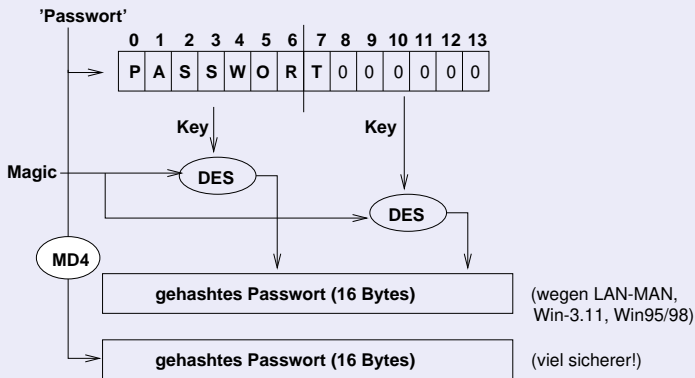 'Passwort'
0 1 2 3 4 5 6 7 8 9 10 11 12 13
P A S S W O R T 0 0 0 0 0 0
Key Key
Magic
DES
DES
MD4
gehashtes Passwort (16 Bytes) (wegen LAN-MAN,
Win-3.11, Win95/98)
gehashtes Passwort (16 Bytes) (viel sicherer!)